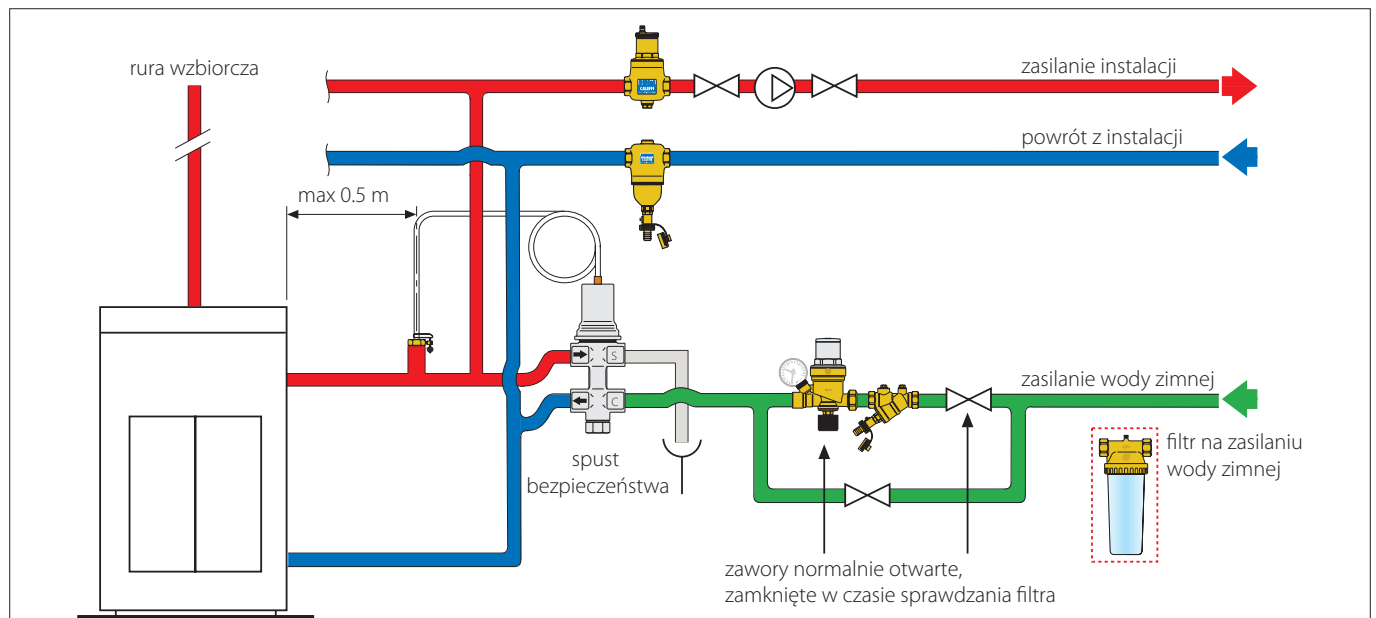 rura wzbiorcza
zasilanie instalacji
CALEFFI
powrót z instalacji
max 0.5 m
S
zasilanie wody zimnej
C
filtr na zasilaniu
wody zimnej
spust
bezpieczeństwa
zawory normalnie otwarte,
zamknięte w czasie sprawdzania filtra